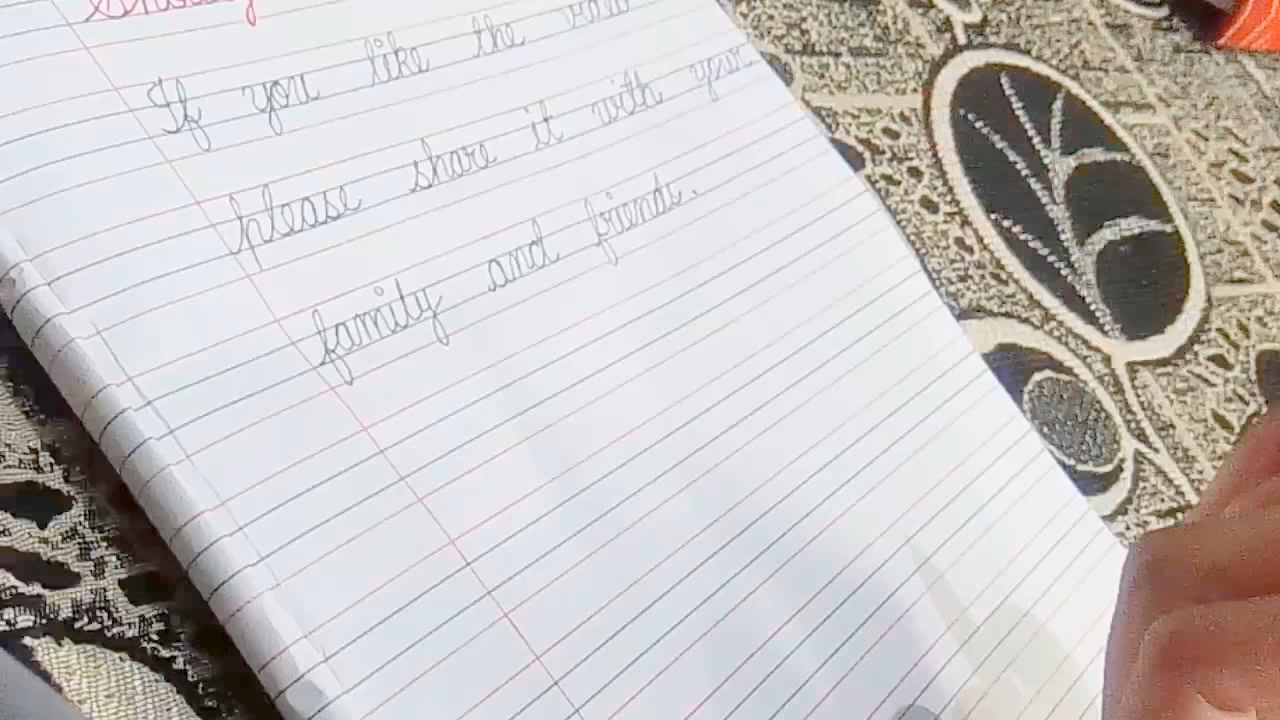 If you like the
please share it with your
family and friends.